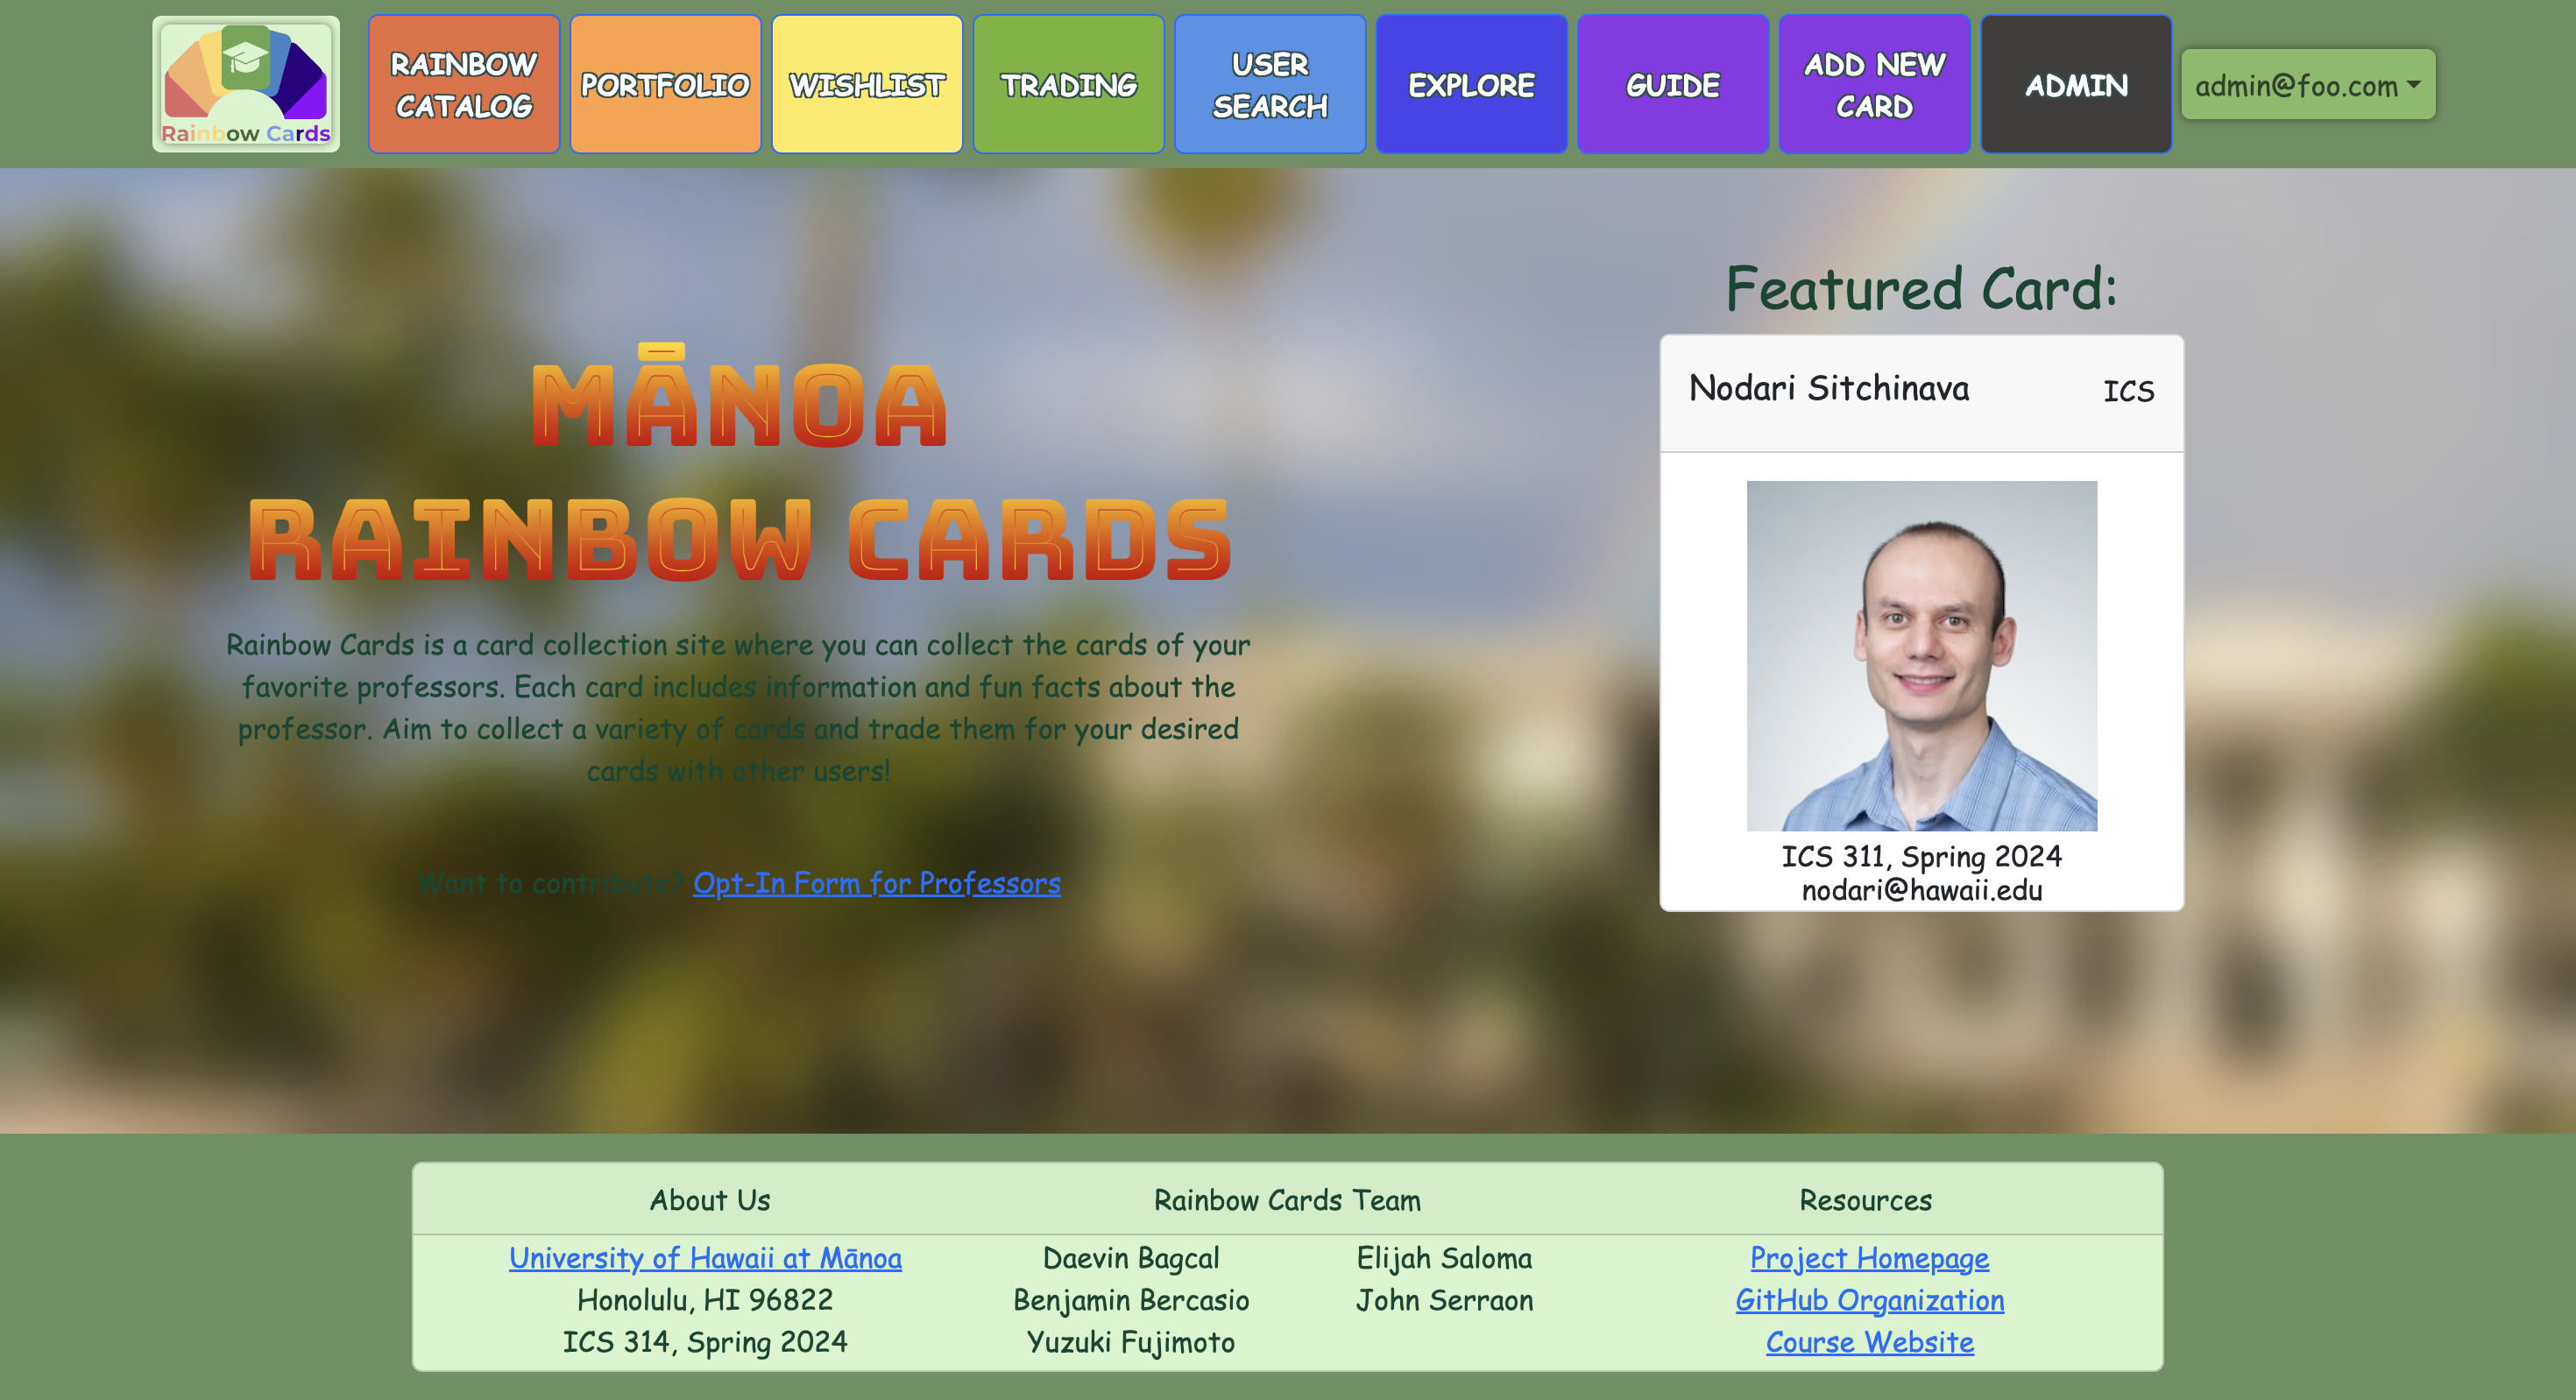 Rainbow Cards
RAINBOW
CATALOG
PORTFOLIO
WISHLIST
TRADING
USER
SEARCH
EXPLORE
GUIDE
ADD NEW
CARD
ADMIN
admin@foo.com
MĀNOA
RAINBOW CARDS
Rainbow Cards is a card collection site where you can collect the cards of your
favorite professors. Each card includes information and fun facts about the
professor. Aim to collect a variety of cards and trade them for your desired
cards with other users!
Want to contribute? Opt-In Form for Professors
Featured Card:
Nodari Sitchinava
ICS
ICS 311, Spring 2024
nodari@hawaii.edu
About Us
University of Hawaii at Mānoa
Honolulu, HI 96822
ICS 314, Spring 2024
Rainbow Cards Team
Daevin Bagcal
Benjamin Bercasio
Yuzuki Fujimoto
Elijah Saloma
John Serraon
Resources
Project Homepage
GitHub Organization
Course Website